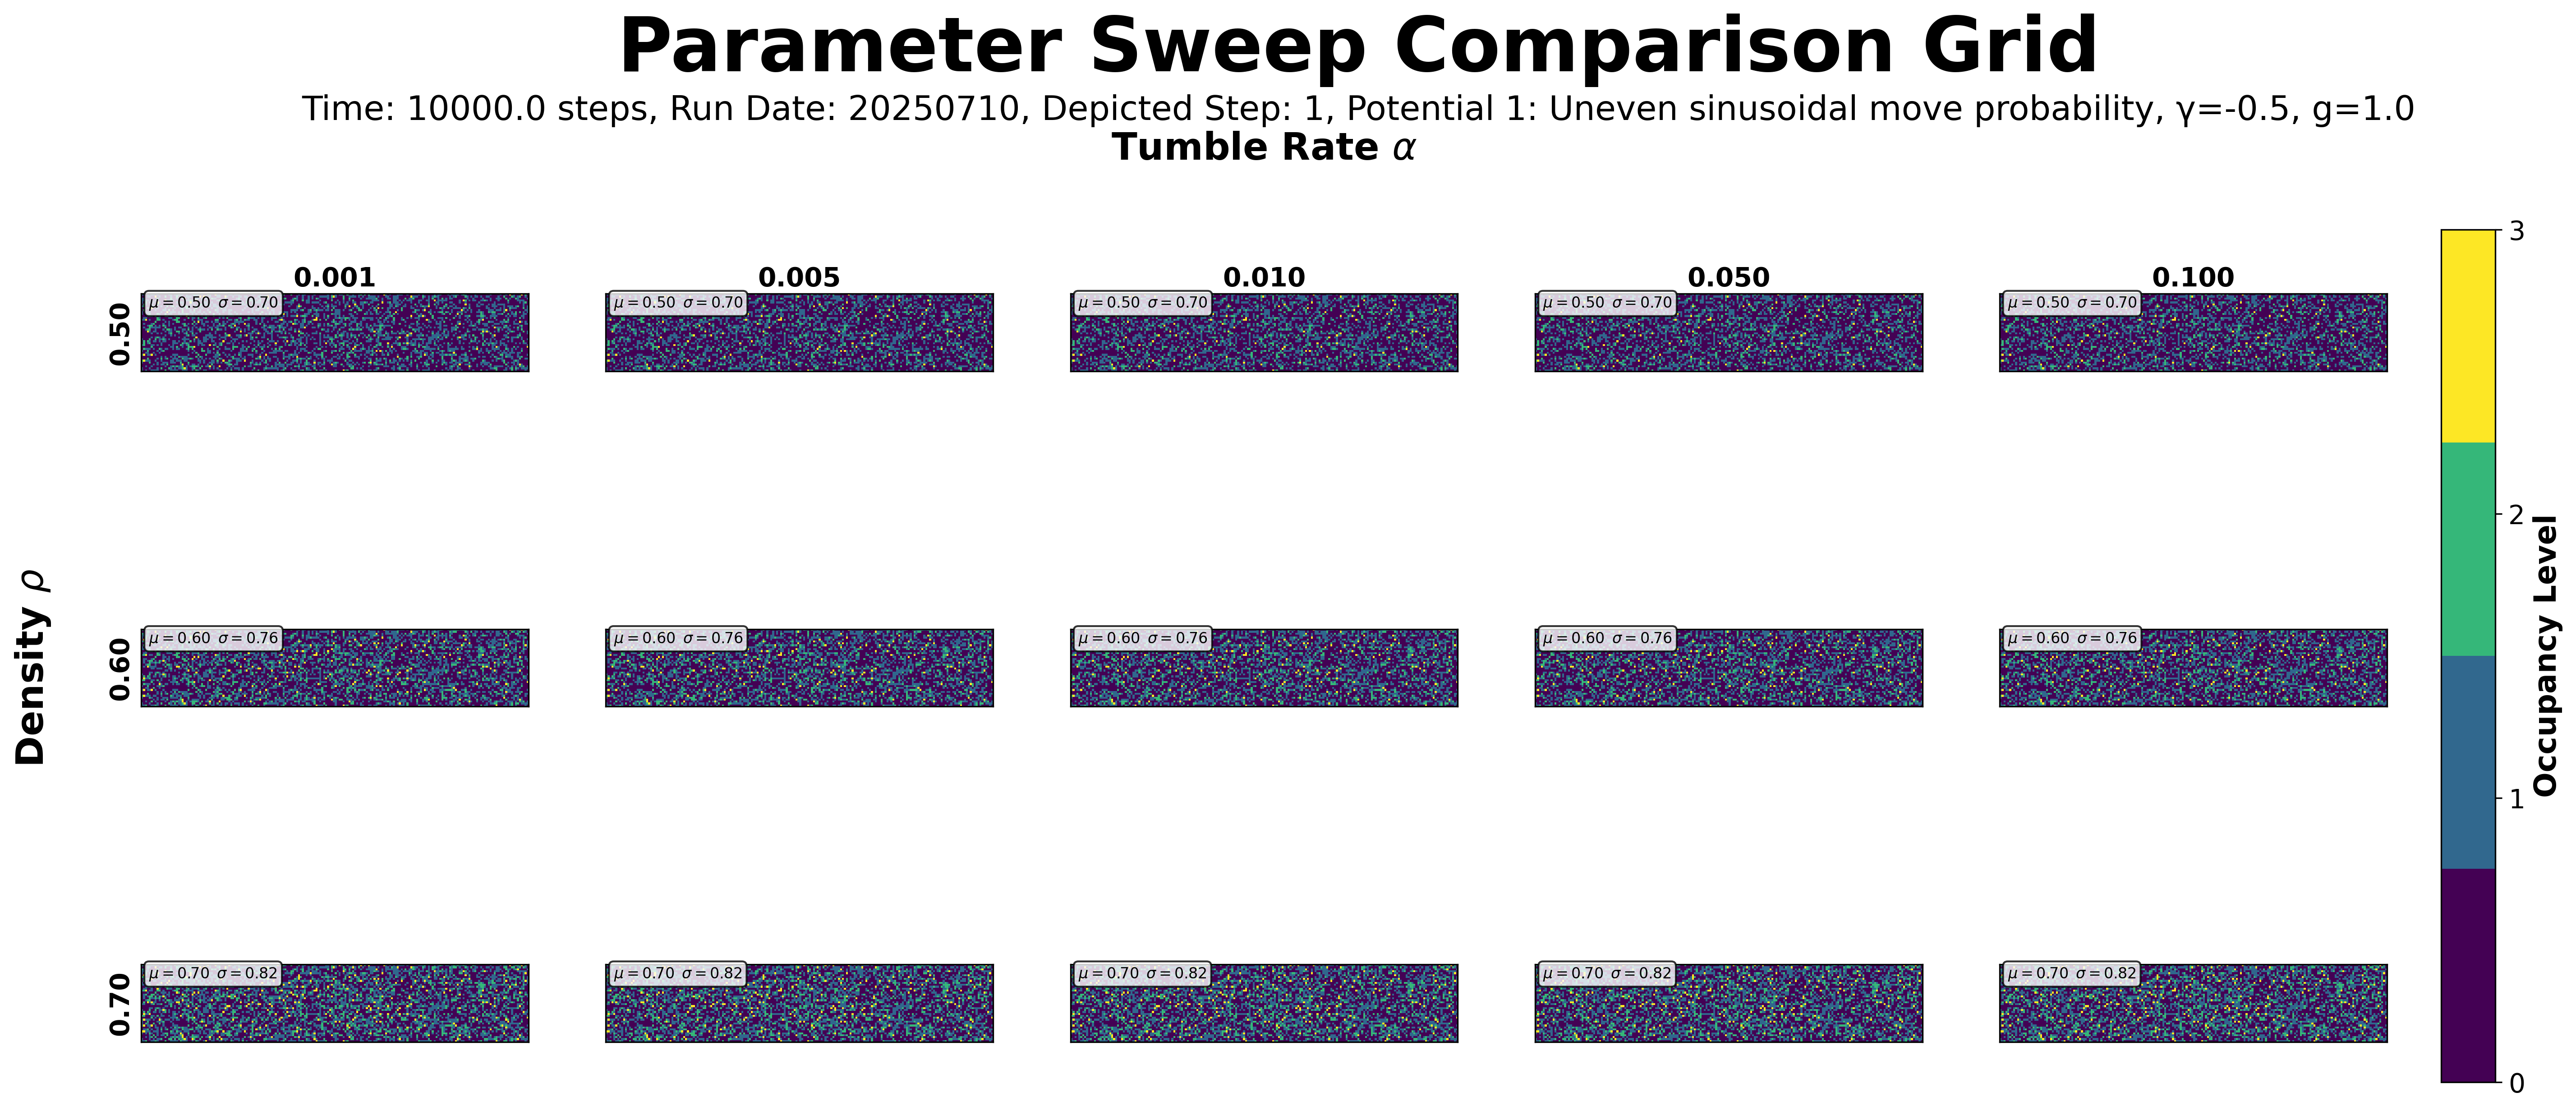 Parameter Sweep Comparison Grid
Time: 10000.0 steps, Run Date: 20250710, Depicted Step: 1, Potential 1: Uneven sinusoidal move probability, γ=-0.5, g=1.0
Tumble Rate α
0.001 0.005 0.010 0.050 0.100
0.50
μ = 0.50 σ = 0.70 μ = 0.50 σ = 0.70 μ = 0.50 σ = 0.70 μ = 0.50 σ = 0.70 μ = 0.50 σ = 0.70
Density ρ
0.60
μ = 0.60 σ = 0.76 μ = 0.60 σ = 0.76 μ = 0.60 σ = 0.76 μ = 0.60 σ = 0.76 μ = 0.60 σ = 0.76
0.70
μ = 0.70 σ = 0.82 μ = 0.70 σ = 0.82 μ = 0.70 σ = 0.82 μ = 0.70 σ = 0.82 μ = 0.70 σ = 0.82
3
2
1
0
Occupancy Level